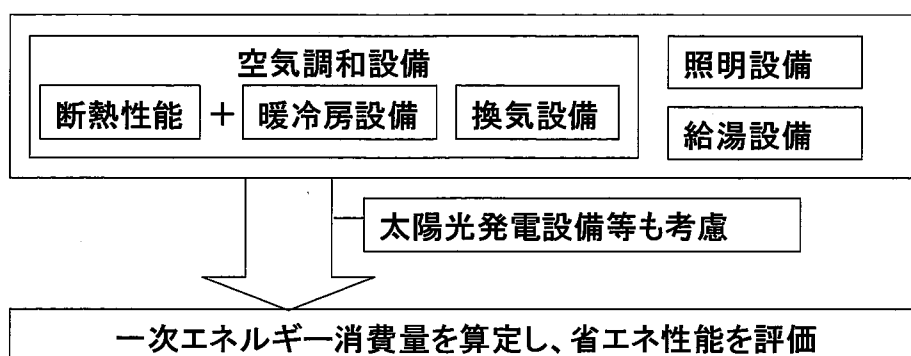 空気調和設備
断熱性能 + 暖冷房設備 換気設備
照明設備
給湯設備
太陽光発電設備等も考慮
一次エネルギー消費量を算定し、省エネ性能を評価